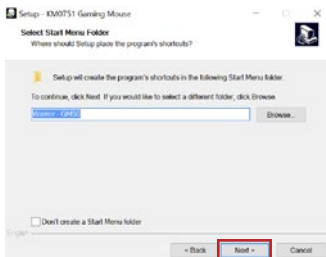 Setup - KM0751 Gaming Mouse
Select Start Menu Folder
Where should Setup place the program's shortcuts?
Setup will create the program's shortcuts in the following Start Menu folder.
To continue, click Next. If you would like to select a different folder, click Browse.
Browse...
Don't create a Start Menu folder
English
< Back
Next >
Cancel